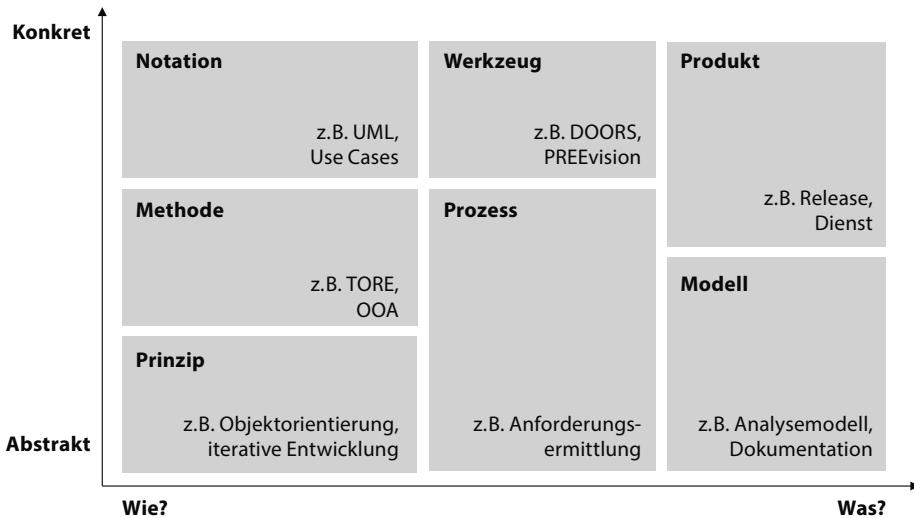 Konkret
Notation
z.B. UML,
Use Cases
Werkzeug
z.B. DOORS,
PREEvision
Produkt
z.B. Release,
Dienst
Methode
z.B. TORE,
OOA
Prozess
z.B. Anforderungs-
ermittlung
Modell
z.B. Analysemodell,
Dokumentation
Prinzip
z.B. Objektorientierung,
iterative Entwicklung
Abstrakt
Wie?
Was?